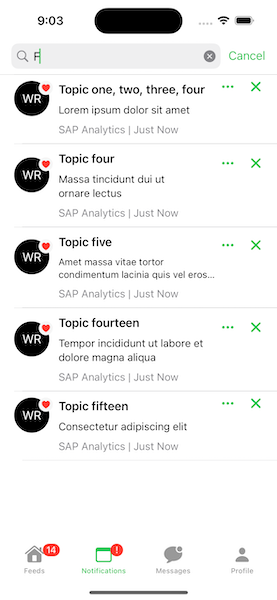 9:03
F
Cancel
WR
Topic one, two, three, four
Lorem ipsum dolor sit amet
SAP Analytics | Just Now
WR
Topic four
Massa tincidunt dui ut
ornare lectus
SAP Analytics | Just Now
WR
Topic five
Amet massa vitae tortor
condimentum lacinia quis vel eros...
SAP Analytics | Just Now
WR
Topic fourteen
Tempor incididunt ut labore et
dolore magna aliqua
SAP Analytics | Just Now
WR
Topic fifteen
Consectetur adipiscing elit
SAP Analytics | Just Now
14
!
Feeds
Notifications
Messages
Profile